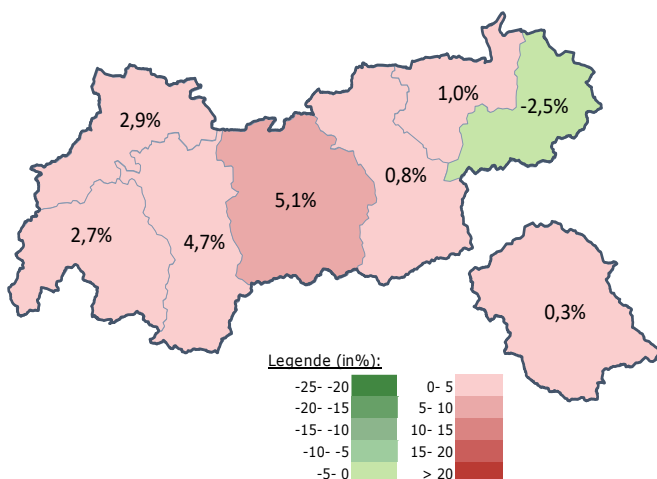 1,0%
-2,5%
2,9%
0,8%
5,1%
2,7%
4,7%
0,3%
Legende (in%):
-25- -20 0- 5
-20- -15 5- 10
-15- -10 10- 15
-10- -5 15- 20
-5- 0 > 20